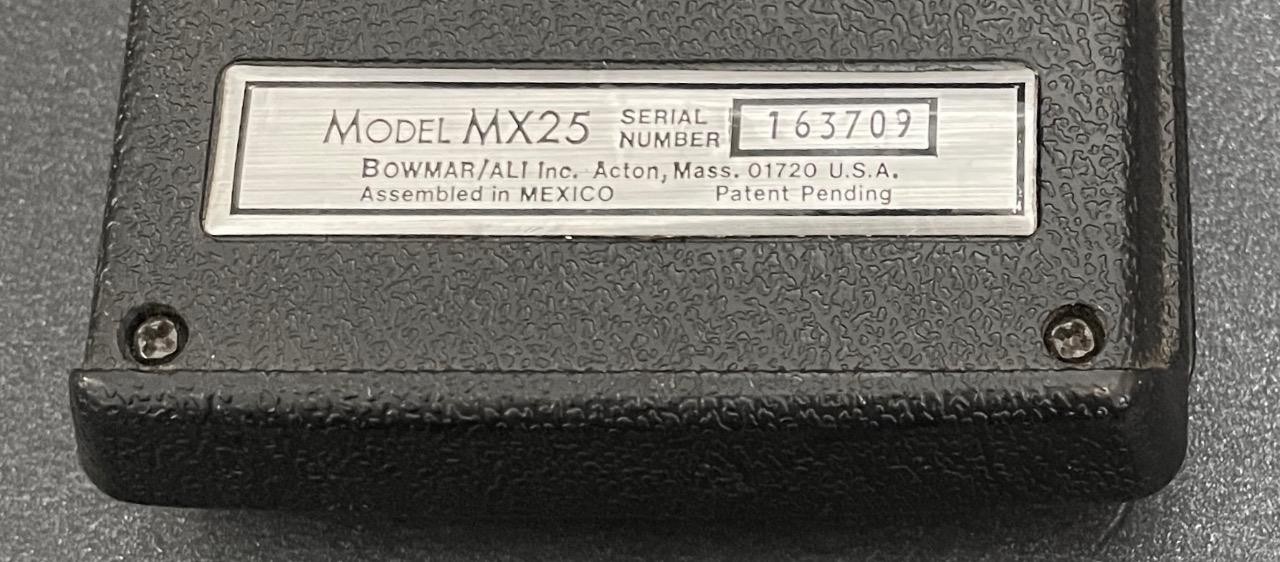 MODEL MX25 SERIAL NUMBER 163709
BOWMAR/ALI Inc. Acton, Mass. 01720 U.S.A.
Assembled in MEXICO Patent Pending